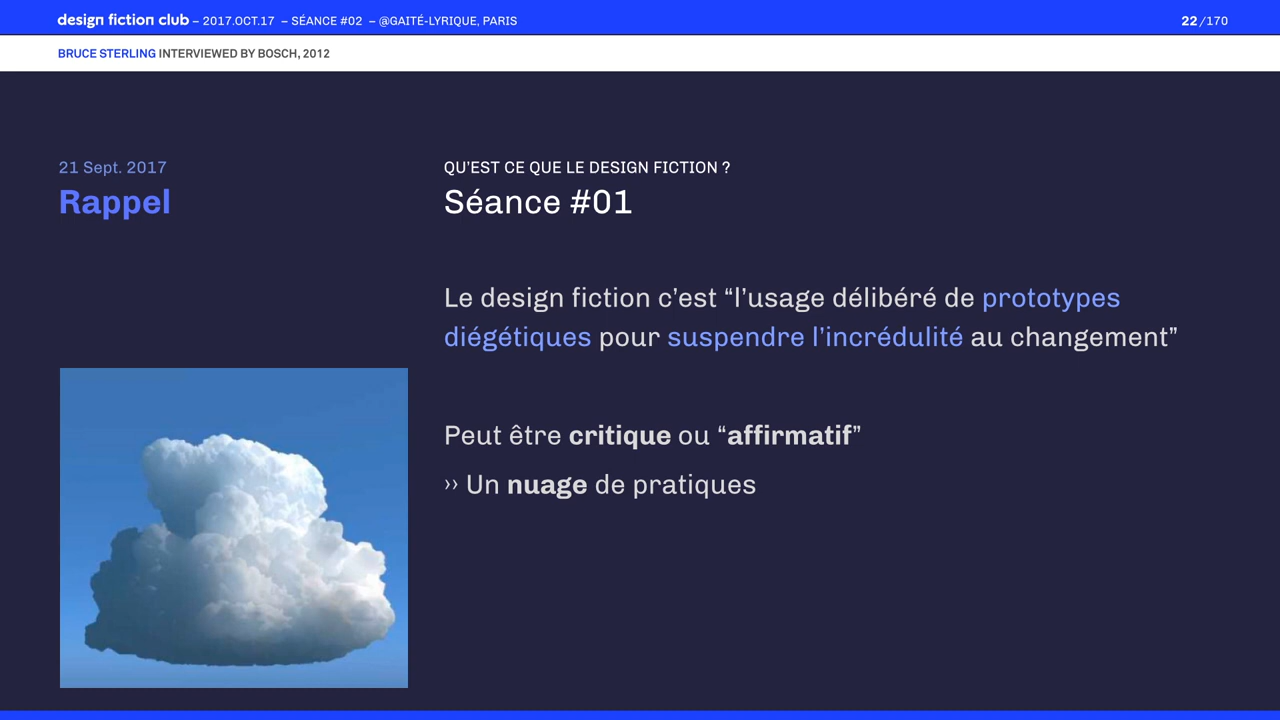 design fiction club – 2017.OCT.17 – SÉANCE #02 – @GAITÉ-LYRIQUE, PARIS
22/170
BRUCE STERLING INTERVIEWED BY BOSCH, 2012
21 Sept. 2017
Rappel
QU’EST CE QUE LE DESIGN FICTION ?
Séance #01
Le design fiction c’est “l’usage délibéré de prototypes
diégétiques pour suspendre l’incrédulité au changement”
Peut être critique ou “affirmatif”
›› Un nuage de pratiques